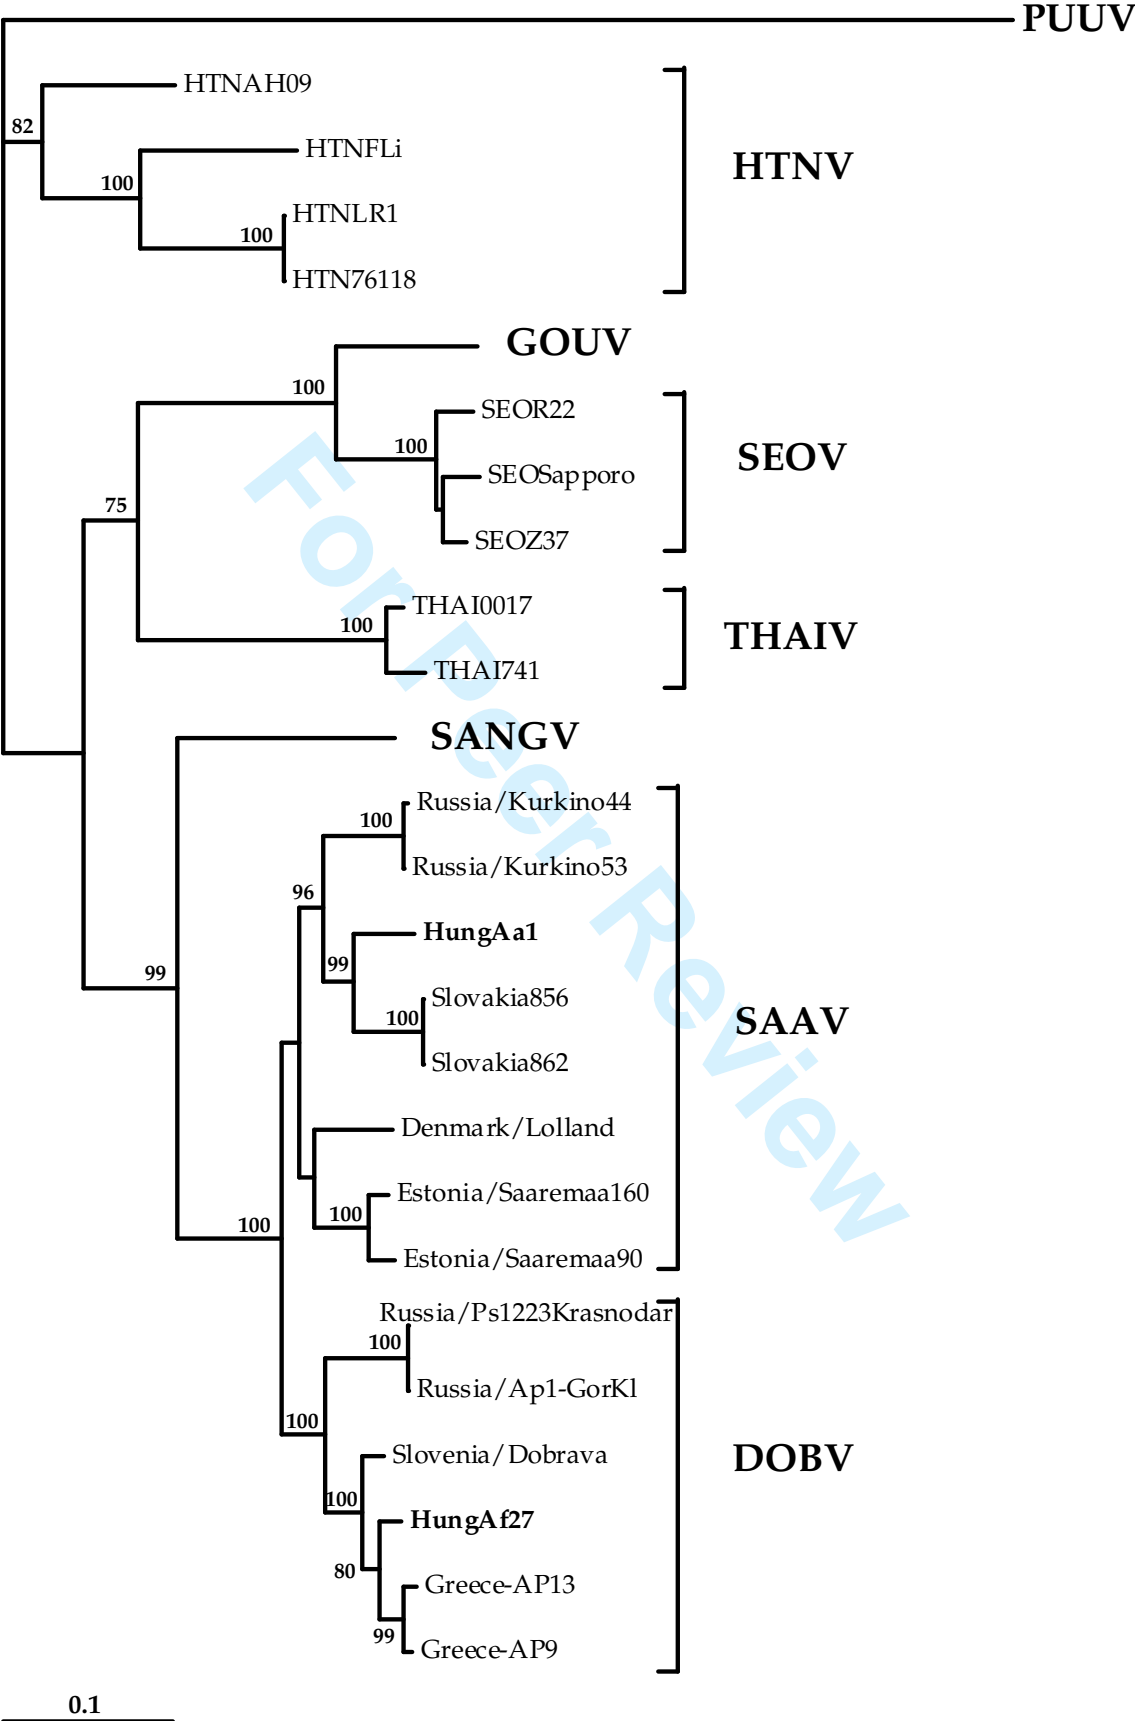 PUUV
HTNAH09
82
HTNFLi
HTNV
100
HTNLR1
100
HTN76118
GOUV
100
SEOR22
100
SEOV
SEOSapporo
75
SEOZ37
THAI0017
100
THAIV
THAI741
SANGV
Russia/Kurkino44
100
Russia/Kurkino53
96
HungAa1
99
99
Slovakia856
100
SAAV
Slovakia862
Denmark/Lolland
Estonia/Saaremaa160
100
100
Estonia/Saaremaa90
Russia/Ps1223Krasnodar
100
Russia/Ap1-GorKl
100
Slovenia/Dobrava
DOBV
100
HungAf27
80
Greece-AP13
99
Greece-AP9
0.1
For Peer Review